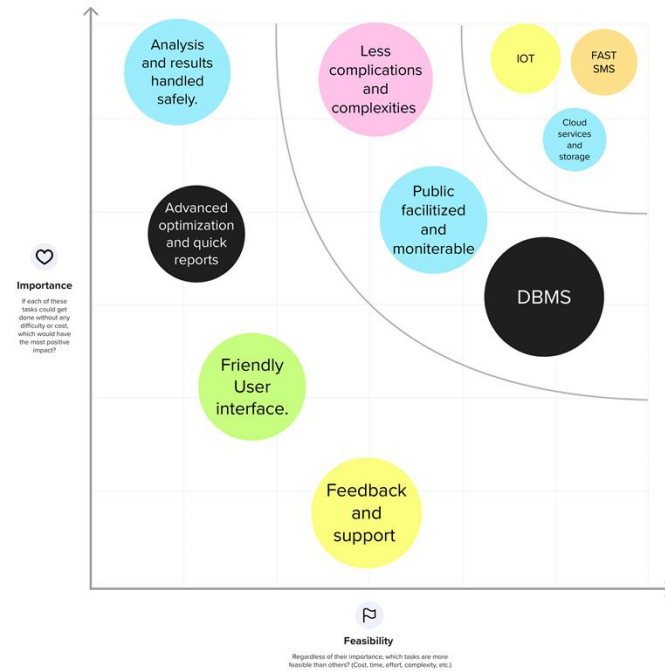 Analysis
and results
handled
safely.
Less
complications
and
complexities
IOT
FAST
SMS
Cloud
services
and
storage
Advanced
optimization
and quick
reports
Public
facilitized
and
moniterable
DBMS
Importance
If each of these
tasks could get
done without any
difficulty or cost,
which would have
the most positive
impact?
Friendly
User
interface.
Feedback
and
support
Feasibility
Regardless of their importance, which tasks are more
feasible than others? (Cost, time, effort, complexity, etc.)